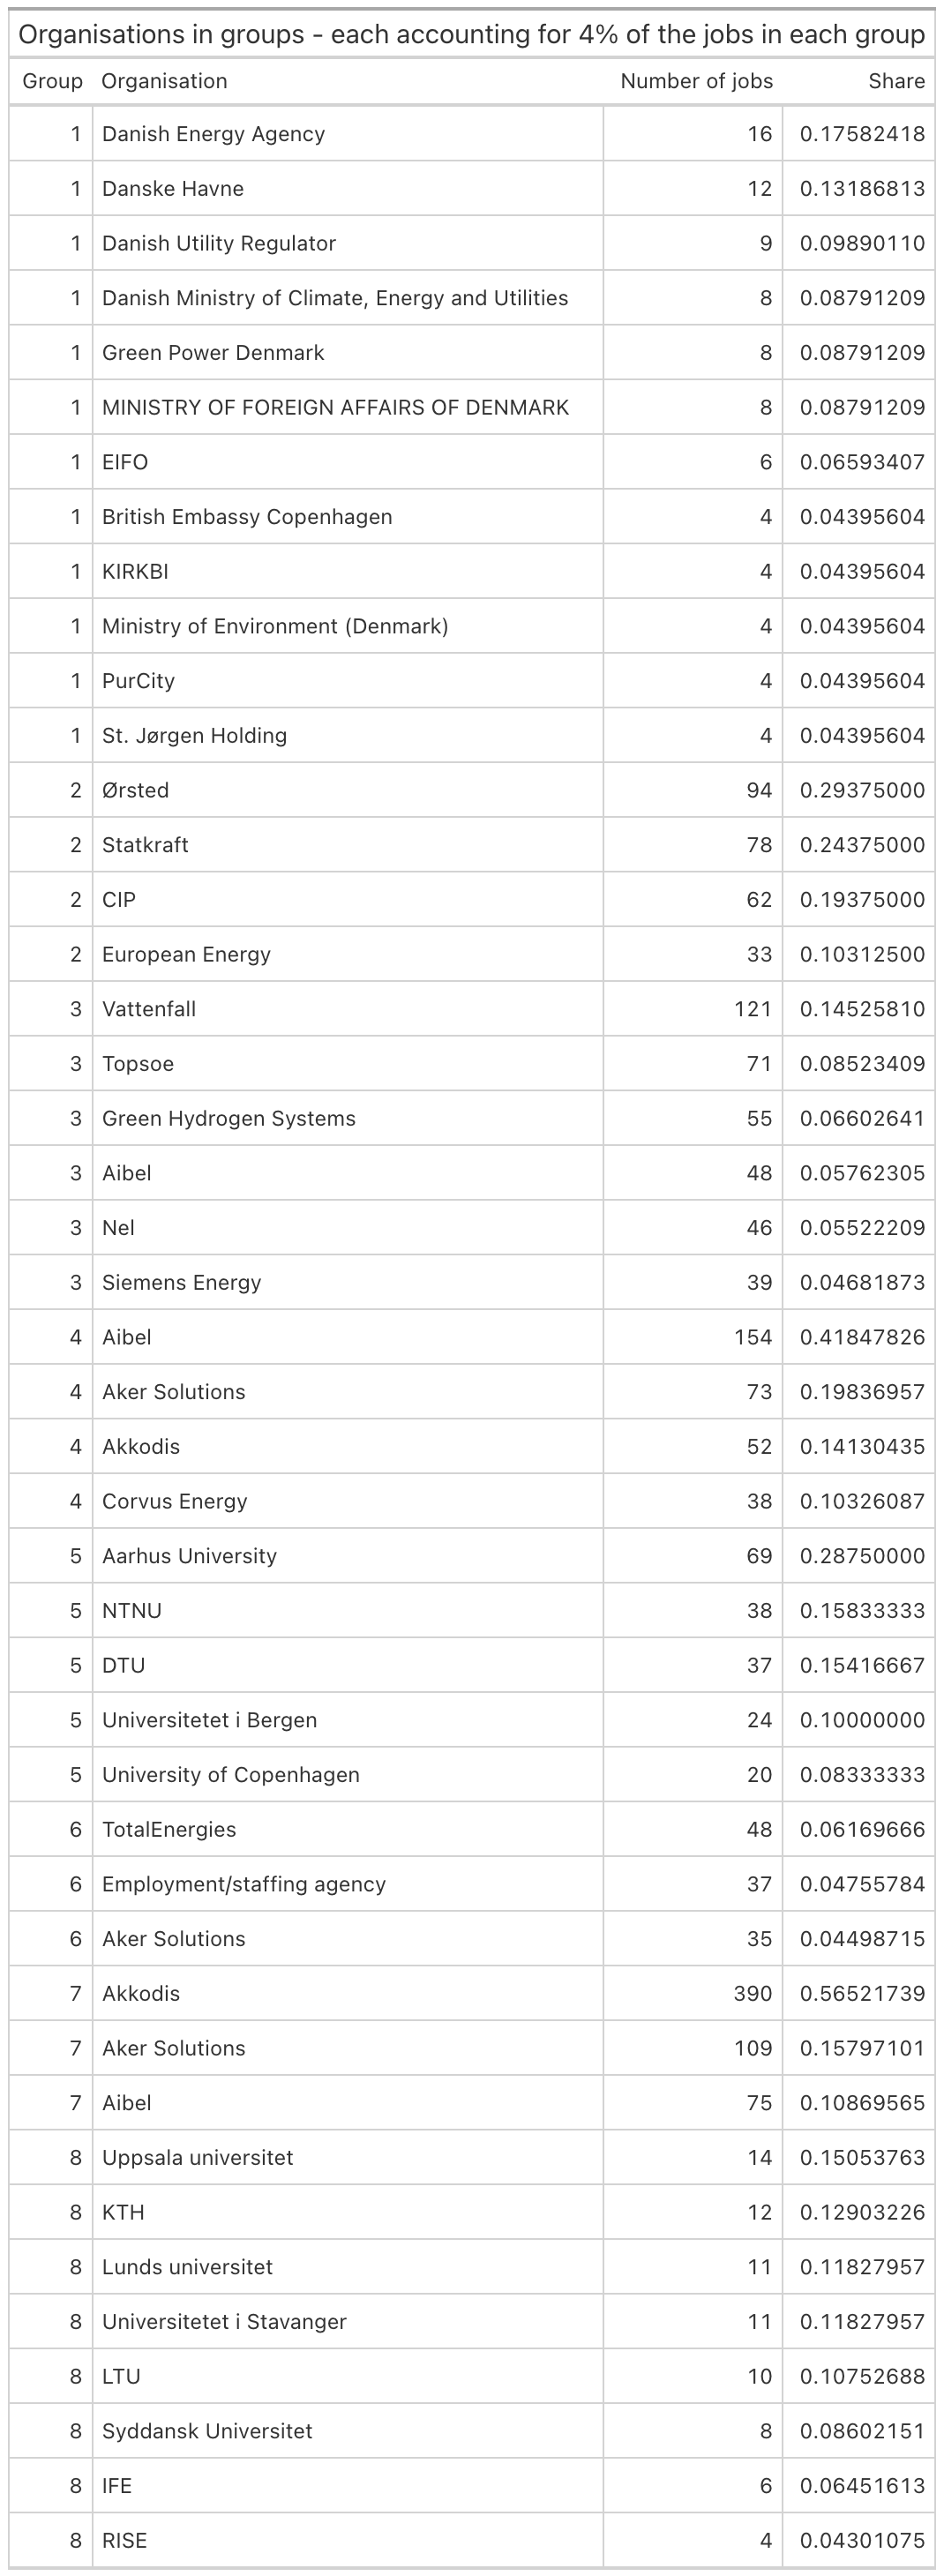 Organisations in groups - each accounting for 4% of the jobs in each group
Group Organisation Number of jobs Share
1 Danish Energy Agency 16 0.17582418
1 Danske Havne 12 0.13186813
1 Danish Utility Regulator 9 0.09890110
1 Danish Ministry of Climate, Energy and Utilities 8 0.08791209
1 Green Power Denmark 8 0.08791209
1 MINISTRY OF FOREIGN AFFAIRS OF DENMARK 8 0.08791209
1 EIFO 6 0.06593407
1 British Embassy Copenhagen 4 0.04395604
1 KIRKBI 4 0.04395604
1 Ministry of Environment (Denmark) 4 0.04395604
1 PurCity 4 0.04395604
1 St. Jørgen Holding 4 0.04395604
2 Ørsted 94 0.29375000
2 Statkraft 78 0.24375000
2 CIP 62 0.19375000
2 European Energy 33 0.10312500
3 Vattenfall 121 0.14525810
3 Topsoe 71 0.08523409
3 Green Hydrogen Systems 55 0.06602641
3 Aibel 48 0.05762305
3 Nel 46 0.05522209
3 Siemens Energy 39 0.04681873
4 Aibel 154 0.41847826
4 Aker Solutions 73 0.19836957
4 Akkodis 52 0.14130435
4 Corvus Energy 38 0.10326087
5 Aarhus University 69 0.28750000
5 NTNU 38 0.15833333
5 DTU 37 0.15416667
5 Universitetet i Bergen 24 0.10000000
5 University of Copenhagen 20 0.08333333
6 TotalEnergies 48 0.06169666
6 Employment/staffing agency 37 0.04755784
6 Aker Solutions 35 0.04498715
7 Akkodis 390 0.56521739
7 Aker Solutions 109 0.15797101
7 Aibel 75 0.10869565
8 Uppsala universitet 14 0.15053763
8 KTH 12 0.12903226
8 Lunds universitet 11 0.11827957
8 Universitetet i Stavanger 11 0.11827957
8 LTU 10 0.10752688
8 Syddansk Universitet 8 0.08602151
8 IFE 6 0.06451613
8 RISE 4 0.04301075